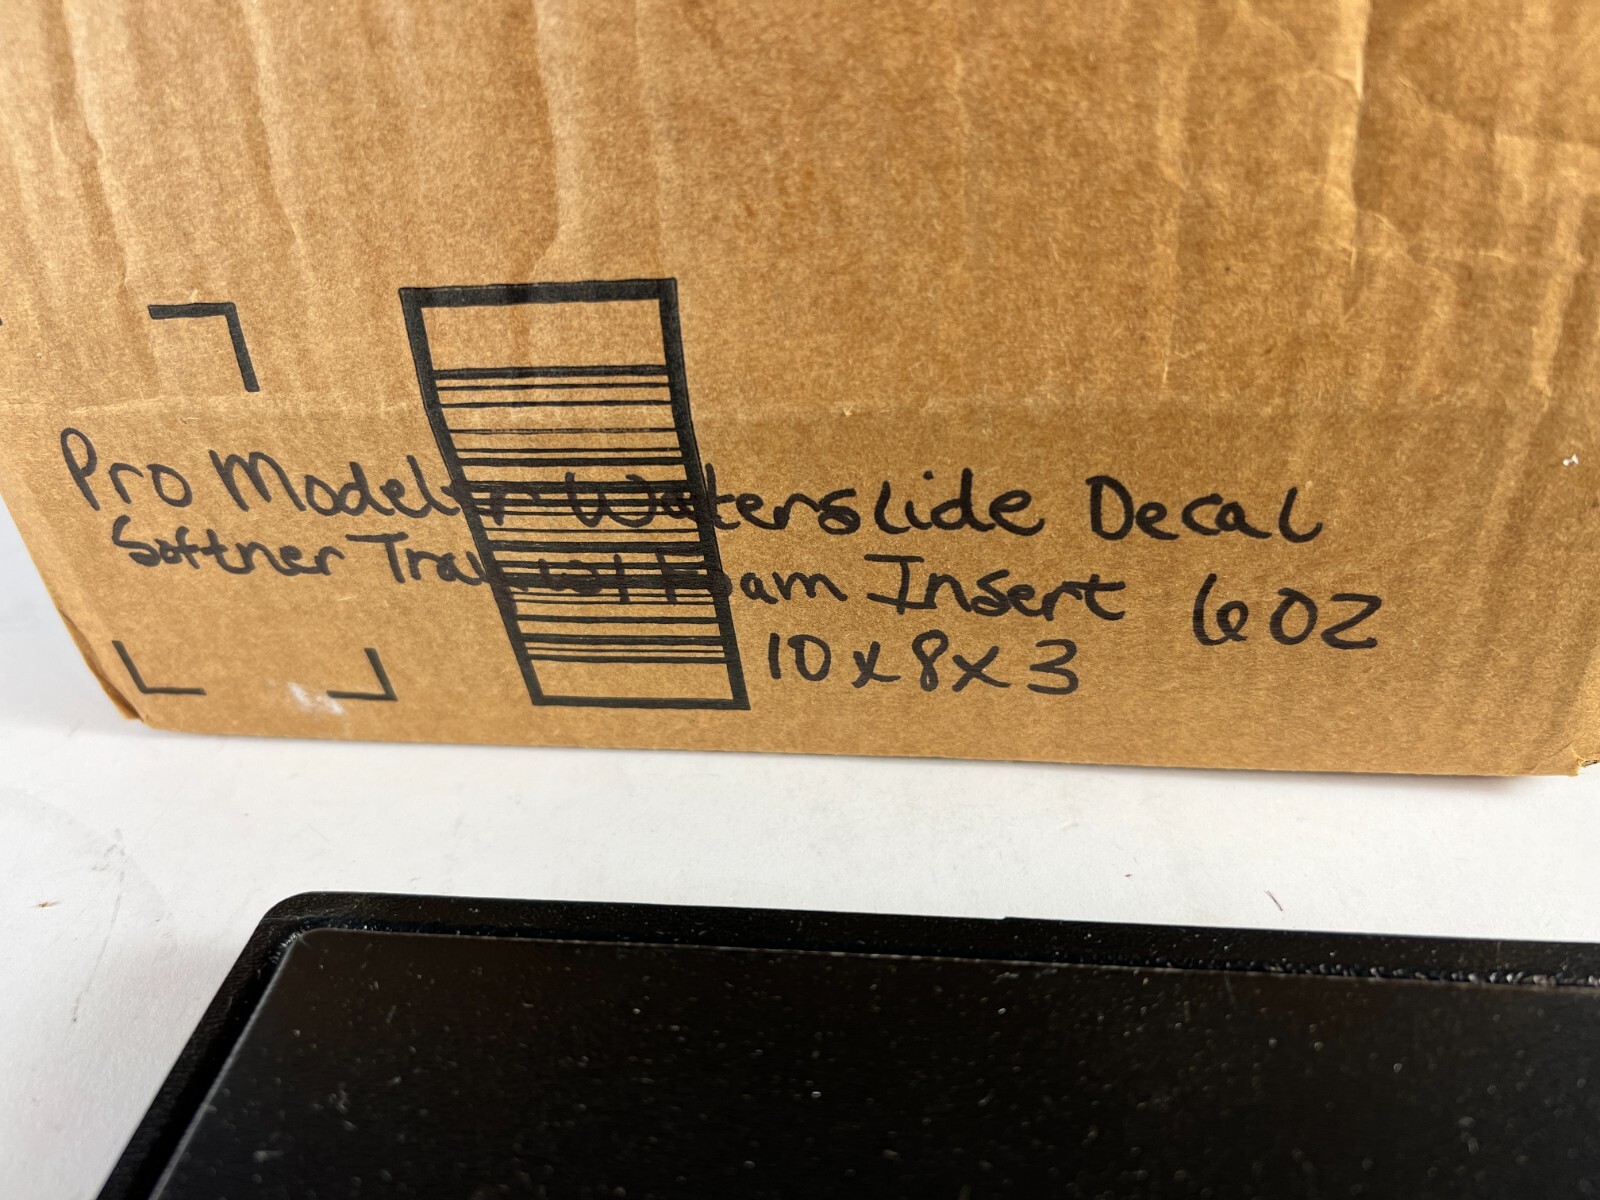 Pro Modeler Waterslide Decal
Softner Tray w/ Foam Insert 6OZ
10x8x3